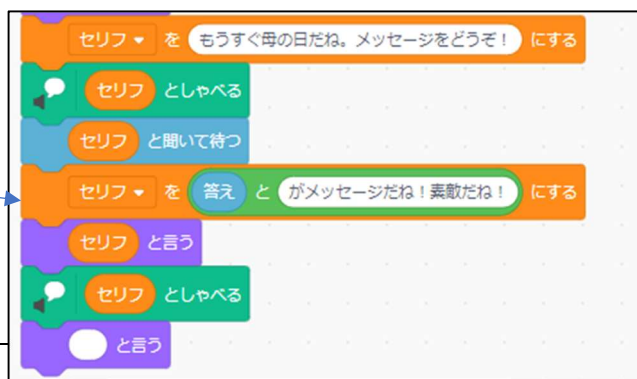 セリフ を もうすぐ母の日だね。メッセージをどうぞ! にする
セリフ としゃべる
セリフ と聞いて待つ
セリフ を 答え と がメッセージだね!素敵だね! にする
セリフ と言う
セリフ としゃべる
と言う